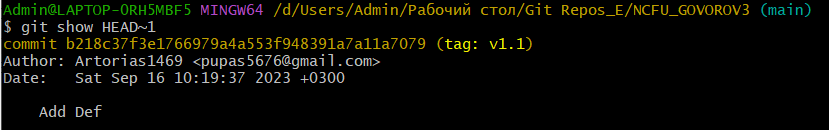 Admin@LAPTOP-0RH5MBF5 MINGW64 /d/Users/Admin/Рабочий стол/Git Repos_E/NCFU_GOVOROV3 (main)
$ git show HEAD~1
commit b218c37f3e1766979a4a553f948391a7a11a7079 (tag: v1.1)
Author: Artorias1469 <pupas5676@gmail.com>
Date:   Sat Sep 16 10:19:37 2023 +0300
    Add Def